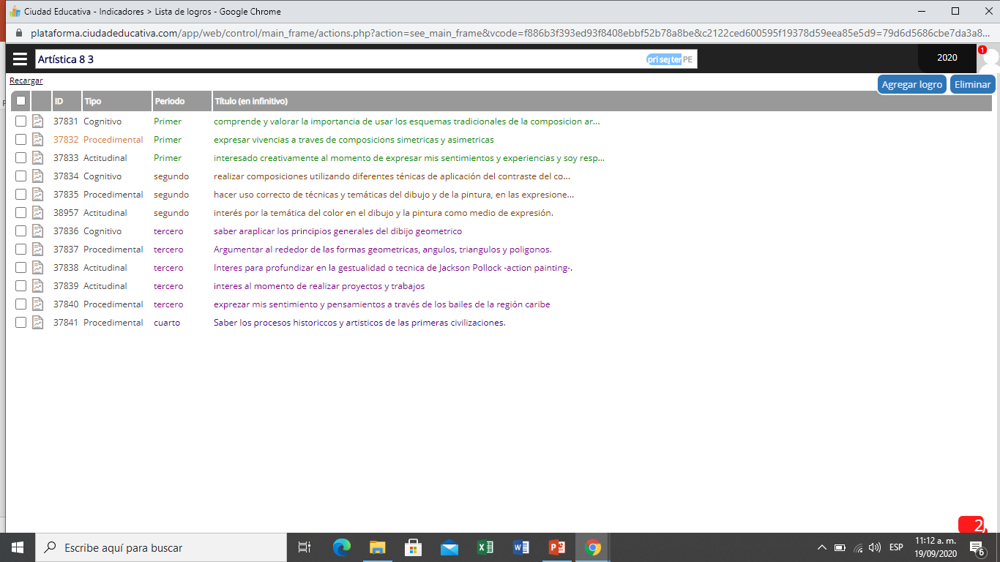 Ciudad Educativa - Indicadores > Lista de logros - Google Chrome
plataforma.ciudadeducativa.com/app/web/control/main_frame/actions.php?action=see_main_frame&vcode=f886b3f393ed93f8408ebbf52b78a8be&c2122ced600595f19378d59eea85e5d9=79d6d5686cbe7da3a8...
Artística 8 3 pri seg ter PE 2020 1
Recargar Agregar logro Eliminar
ID Tipo Periodo Título (en infinitivo)
37831 Cognitivo Primer comprende y valorar la importancia de usar los esquemas tradicionales de la composicion ar...
37832 Procedimental Primer expresar vivencias a traves de composicions simetricas y asimetricas
37833 Actitudinal Primer interesado creativamente al momento de expresar mis sentimientos y experiencias y soy resp...
37834 Cognitivo segundo realizar composiciones utilizando diferentes ténicas de aplicación del contraste del co...
37835 Procedimental segundo hacer uso correcto de técnicas y temáticas del dibujo y de la pintura, en las expresione...
38957 Actitudinal segundo interés por la temática del color en el dibujo y la pintura como medio de expresión.
37836 Cognitivo tercero saber araplicar los principios generales del dibijo geometrico
37837 Procedimental tercero Argumentar al rededor de las formas geometricas, angulos, triangulos y poligonos.
37838 Actitudinal tercero Interes para profundizar en la gestualidad o tecnica de Jackson Pollock -action painting-.
37839 Actitudinal tercero interes al momento de realizar proyectos y trabajos
37840 Procedimental tercero exprezar mis sentimiento y pensamientos a través de los bailes de la región caribe
37841 Procedimental cuarto Saber los procesos historiccos y artisticos de las primeras civilizaciones.
2
Escribe aquí para buscar ESP 11:12 a. m.
19/09/2020 6